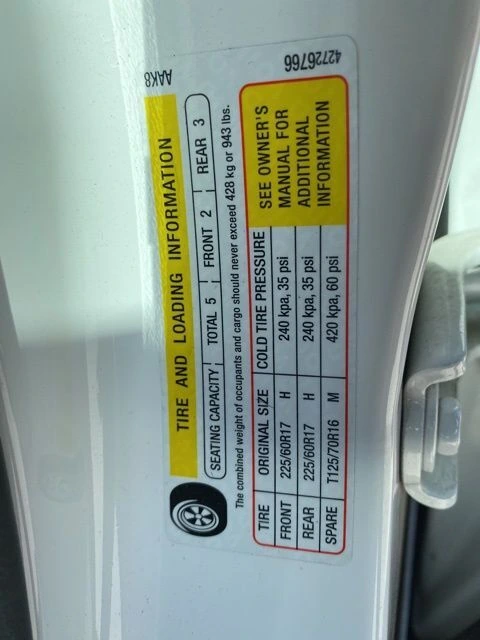 AAK8
42726766
TIRE AND LOADING INFORMATION
SEATING CAPACITY TOTAL 5 FRONT 2 REAR 3
The combined weight of occupants and cargo should never exceed 428 kg or 943 lbs.
TIRE ORIGINAL SIZE COLD TIRE PRESSURE
FRONT 225/60R17 H 240 kpa, 35 psi
REAR 225/60R17 H 240 kpa, 35 psi
SPARE T125/70R16 M 420 kpa, 60 psi
SEE OWNER'S
MANUAL FOR
ADDITIONAL
INFORMATION